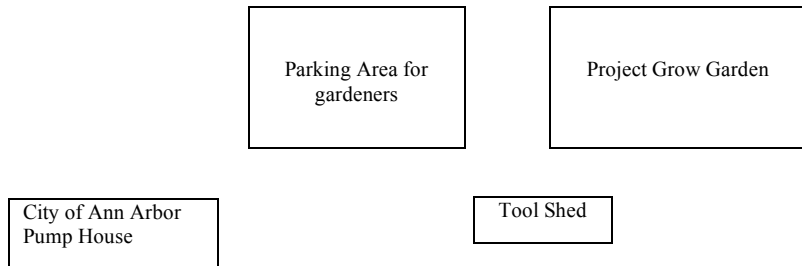 Parking Area for
gardeners
Project Grow Garden
City of Ann Arbor
Pump House
Tool Shed